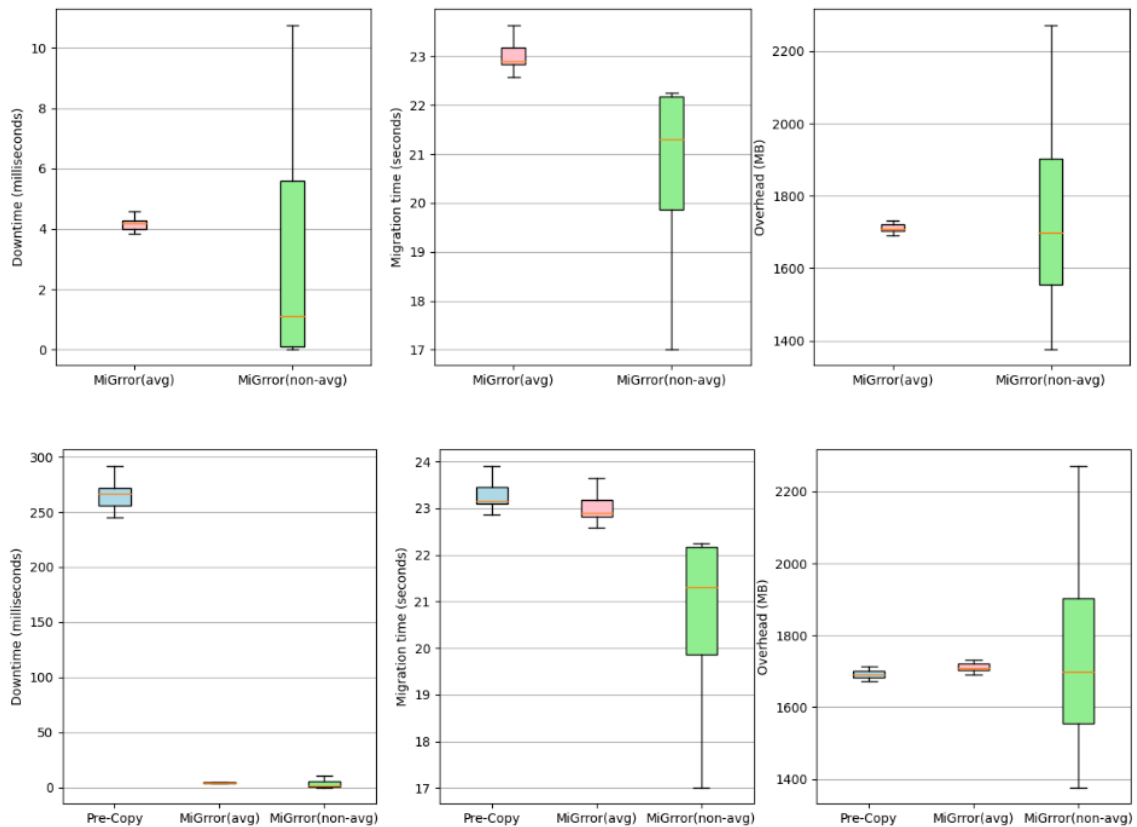 Downtime (milliseconds)
10
8
6
4
2
0
MiGrror(avg)
MiGrror(non-avg)
Migration time (seconds)
23
22
21
20
19
18
17
MiGrror(avg)
MiGrror(non-avg)
Overhead (MB)
2200
2000
1800
1600
1400
MiGrror(avg)
MiGrror(non-avg)
Downtime (milliseconds)
300
250
200
150
100
50
0
Pre-Copy
MiGrror(avg)
MiGrror(non-avg)
Migration time (seconds)
24
23
22
21
20
19
18
17
Pre-Copy
MiGrror(avg)
MiGrror(non-avg)
Overhead (MB)
2200
2000
1800
1600
1400
Pre-Copy
MiGrror(avg)
MiGrror(non-avg)